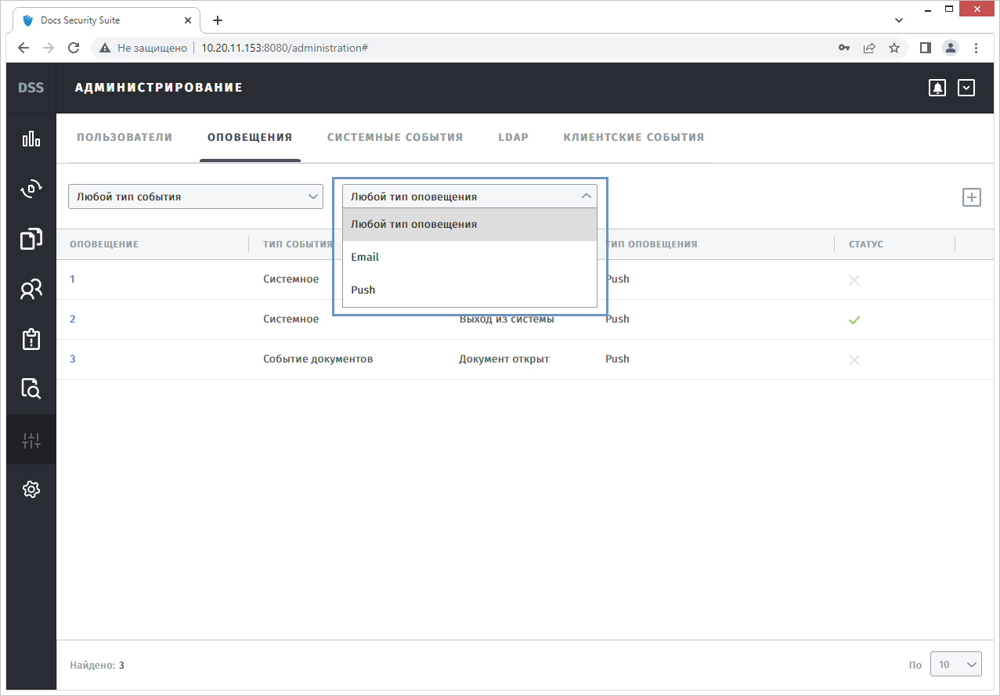 Docs Security Suite
Не защищено
10.20.11.153:8080/administration#
DSS
АДМИНИСТРИРОВАНИЕ
ПОЛЬЗОВАТЕЛИ ОПОВЕЩЕНИЯ СИСТЕМНЫЕ СОБЫТИЯ LDAP КЛИЕНТСКИЕ СОБЫТИЯ
Любой тип события
Любой тип оповещения
Любой тип оповещения
Email
Push
ОПОВЕЩЕНИЕ ТИП СОБЫТИЯ ТИП ОПОВЕЩЕНИЯ СТАТУС
1 Системное Push
2 Системное Выход из системы Push
3 Событие документов Документ открыт Push
Найдено: 3
По 10